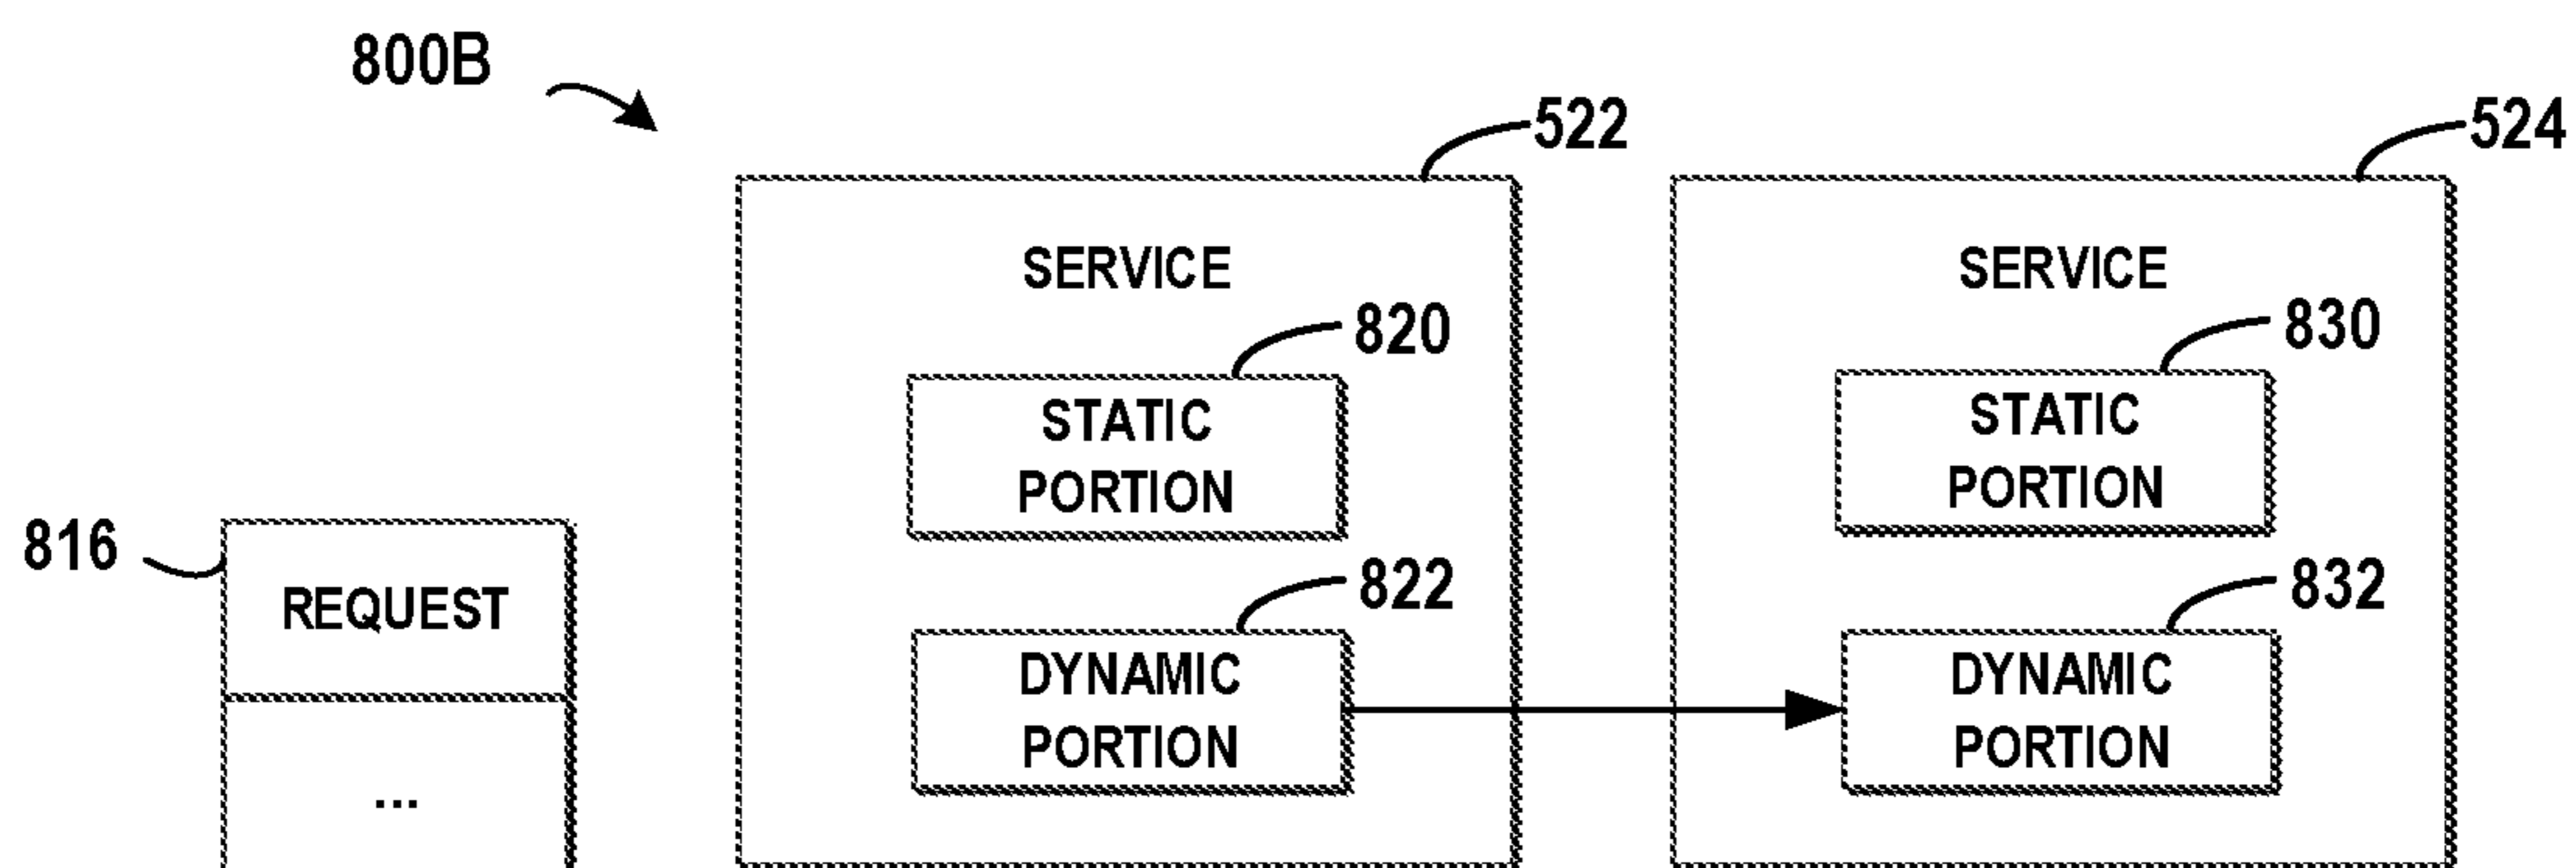 800B
522
524
SERVICE
SERVICE
820
830
STATIC
PORTION
STATIC
PORTION
816
REQUEST
822
832
DYNAMIC
PORTION
DYNAMIC
PORTION
...